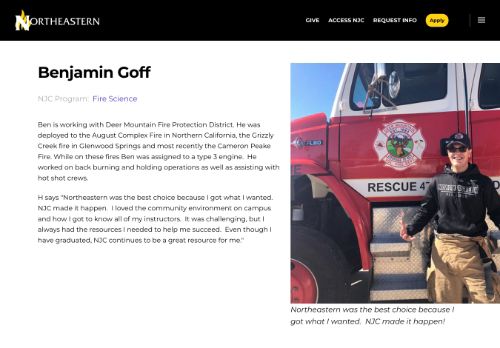 NORTHEASTERN
GIVE ACCESS NJC REQUEST INFO Apply
Benjamin Goff
NJC Program: Fire Science
Ben is working with Deer Mountain Fire Protection District. He was
deployed to the August Complex Fire in Northern California, the Grizzly
Creek fire in Glenwood Springs and most recently the Cameron Peake
Fire. While on these fires Ben was assigned to a type 3 engine. He
worked on back burning and holding operations as well as assisting with
hot shot crews.
H says "Northeastern was the best choice because I got what I wanted.
NJC made it happen. I loved the community environment on campus
and how I got to know all of my instructors. It was challenging, but I
always had the resources I needed to help me succeed. Even though I
have graduated, NJC continues to be a great resource for me."
RESCUE 47
Northeastern was the best choice because I
got what I wanted. NJC made it happen!